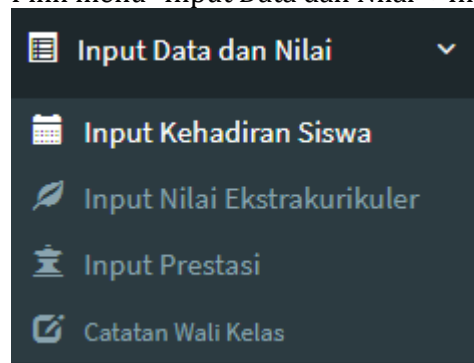 Input Data dan Nilai
Input Kehadiran Siswa
Input Nilai Ekstrakurikuler
Input Prestasi
Catatan Wali Kelas